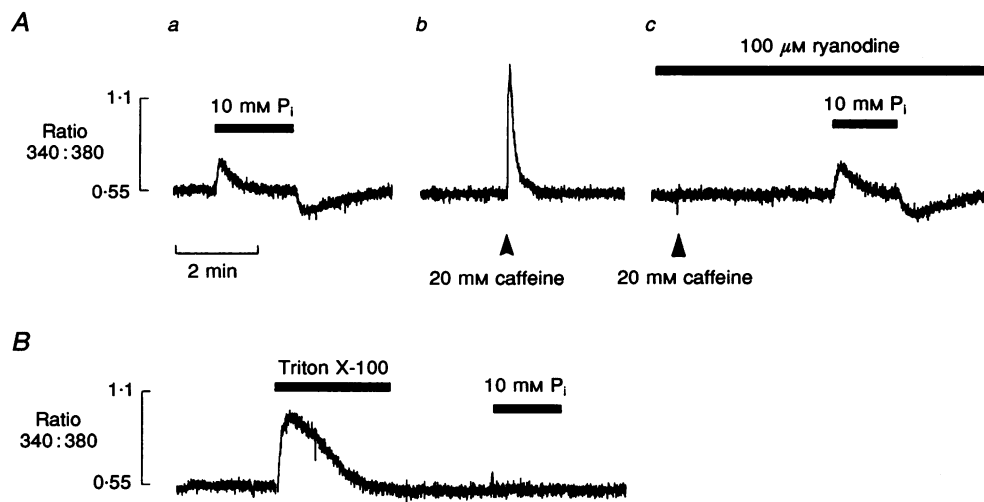 A
a
b
c
100 μM ryanodine
1·1
10 mM Pi
10 mM Pi
Ratio
340 : 380
0·55
2 min
20 mM caffeine
20 mM caffeine
B
Triton X-100
1·1
10 mM Pi
Ratio
340 : 380
0·55